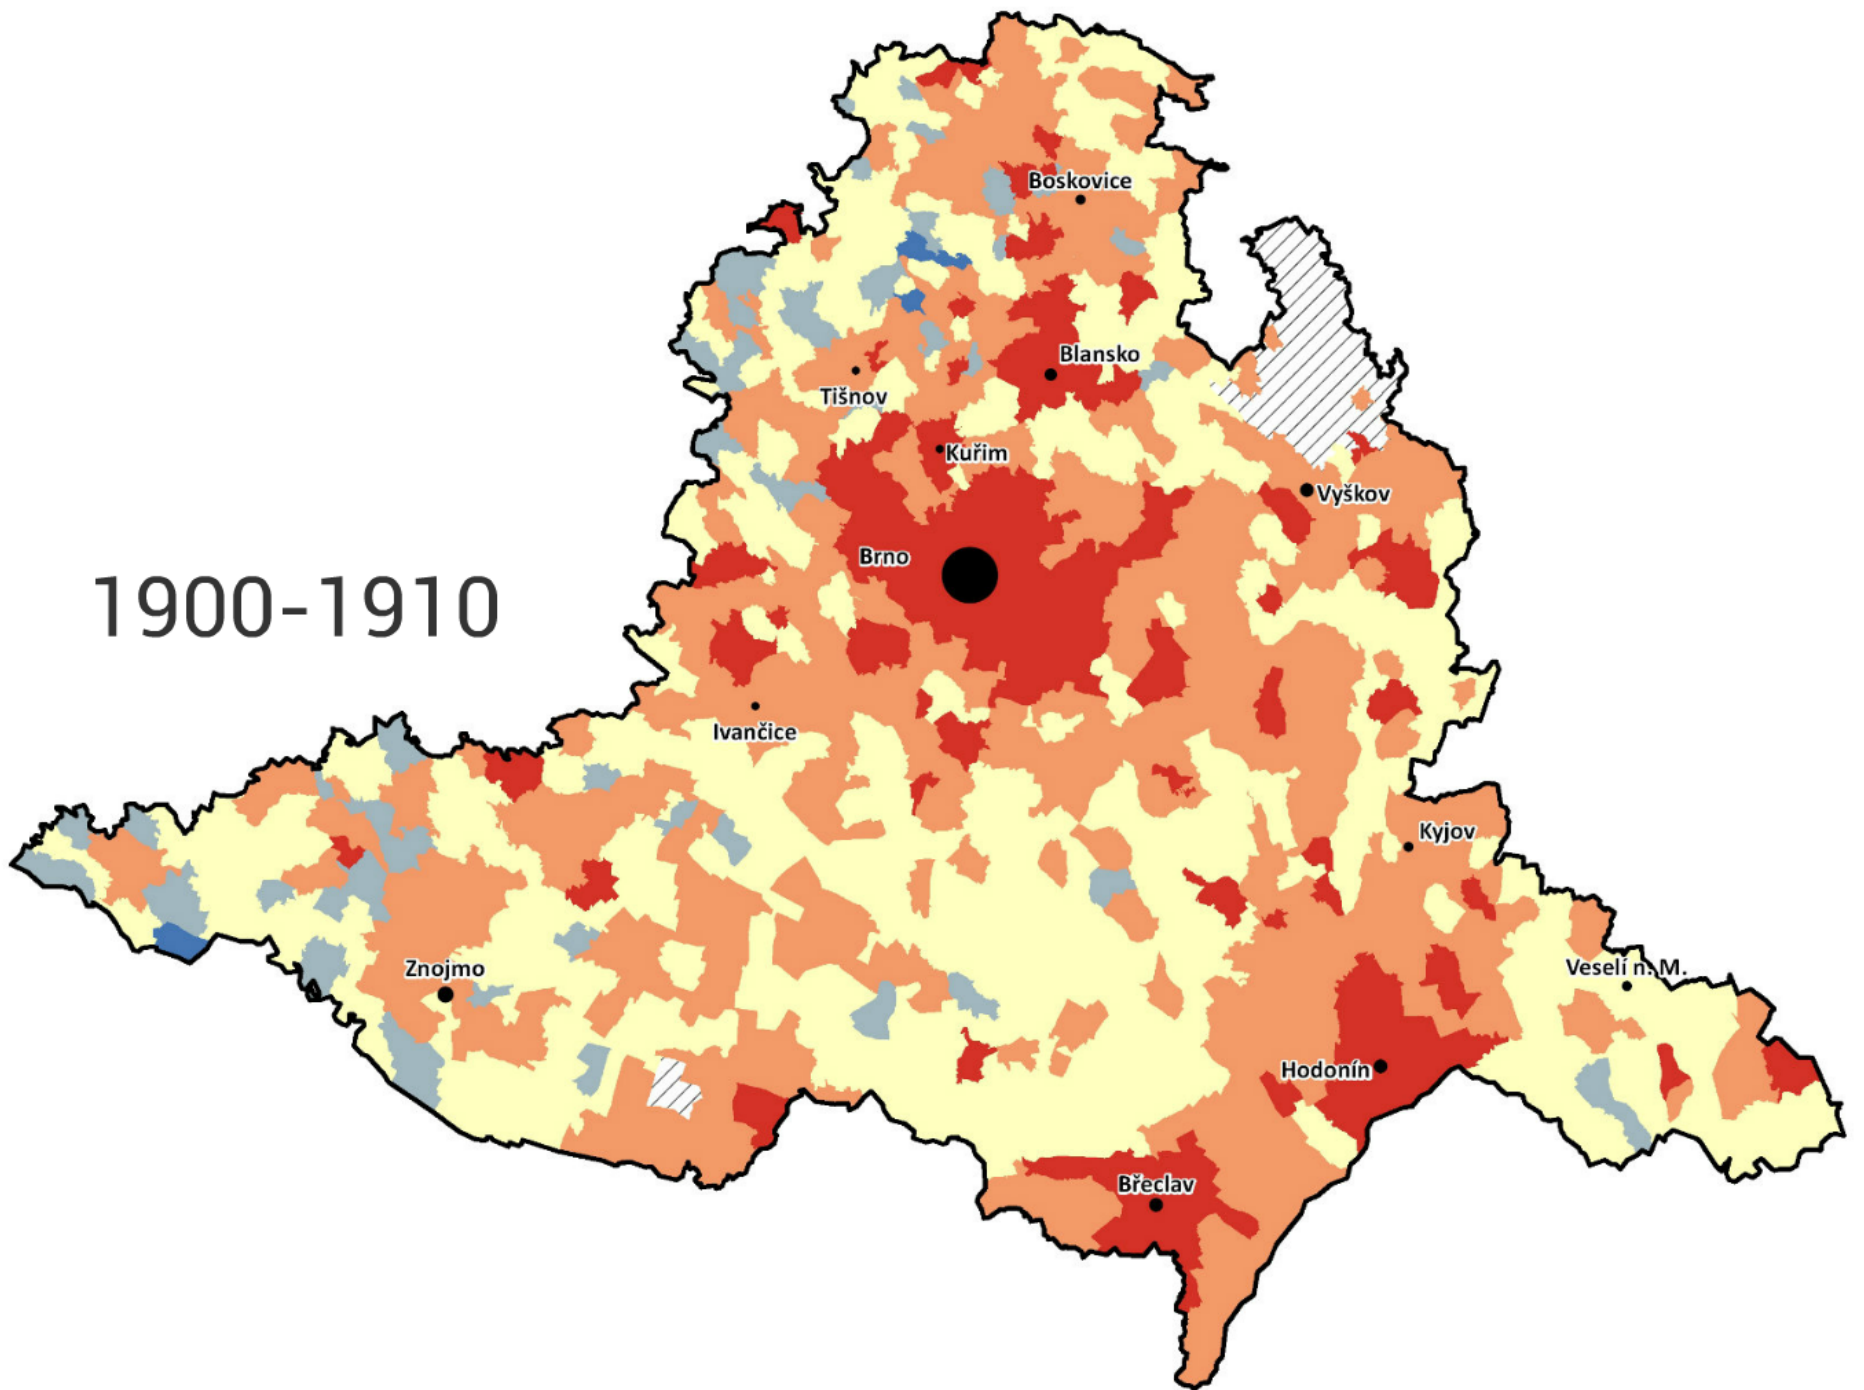 Boskovice
Blansko
Tišnov
Kuřim
Vyškov
Brno
1900-1910
Ivančice
Kyjov
Znojmo
Veselí n. M.
Hodonín
Břeclav